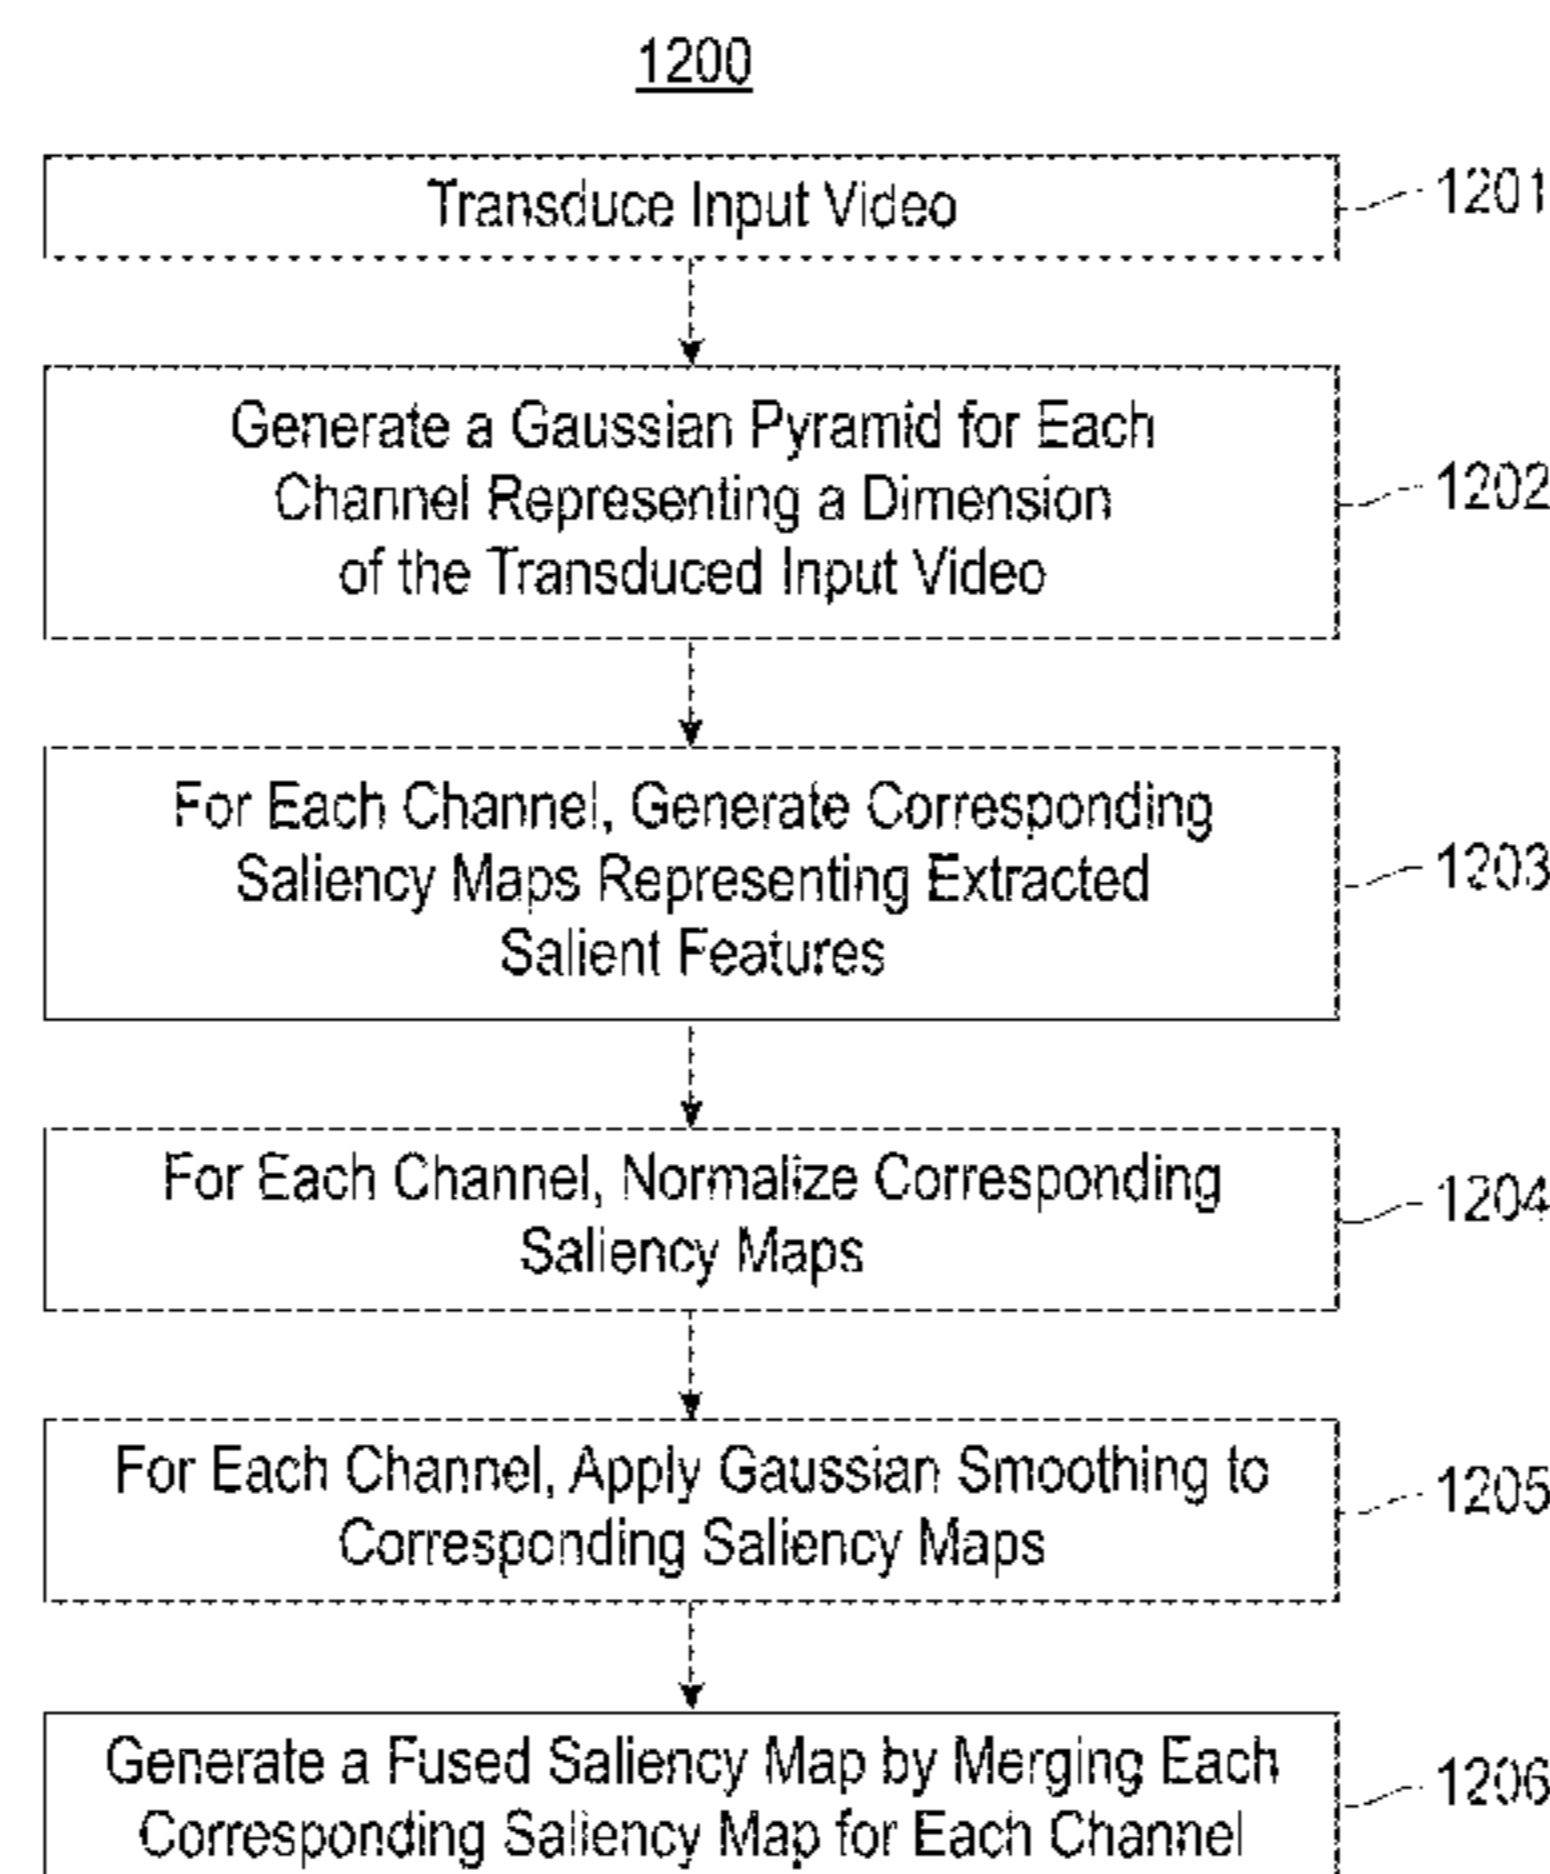 1200
Transduce Input Video
1201
Generate a Gaussian Pyramid for Each
Channel Representing a Dimension
of the Transduced Input Video
1202
For Each Channel, Generate Corresponding
Saliency Maps Representing Extracted
Salient Features
1203
For Each Channel, Normalize Corresponding
Saliency Maps
1204
For Each Channel, Apply Gaussian Smoothing to
Corresponding Saliency Maps
1205
Generate a Fused Saliency Map by Merging Each
Corresponding Saliency Map for Each Channel
1206